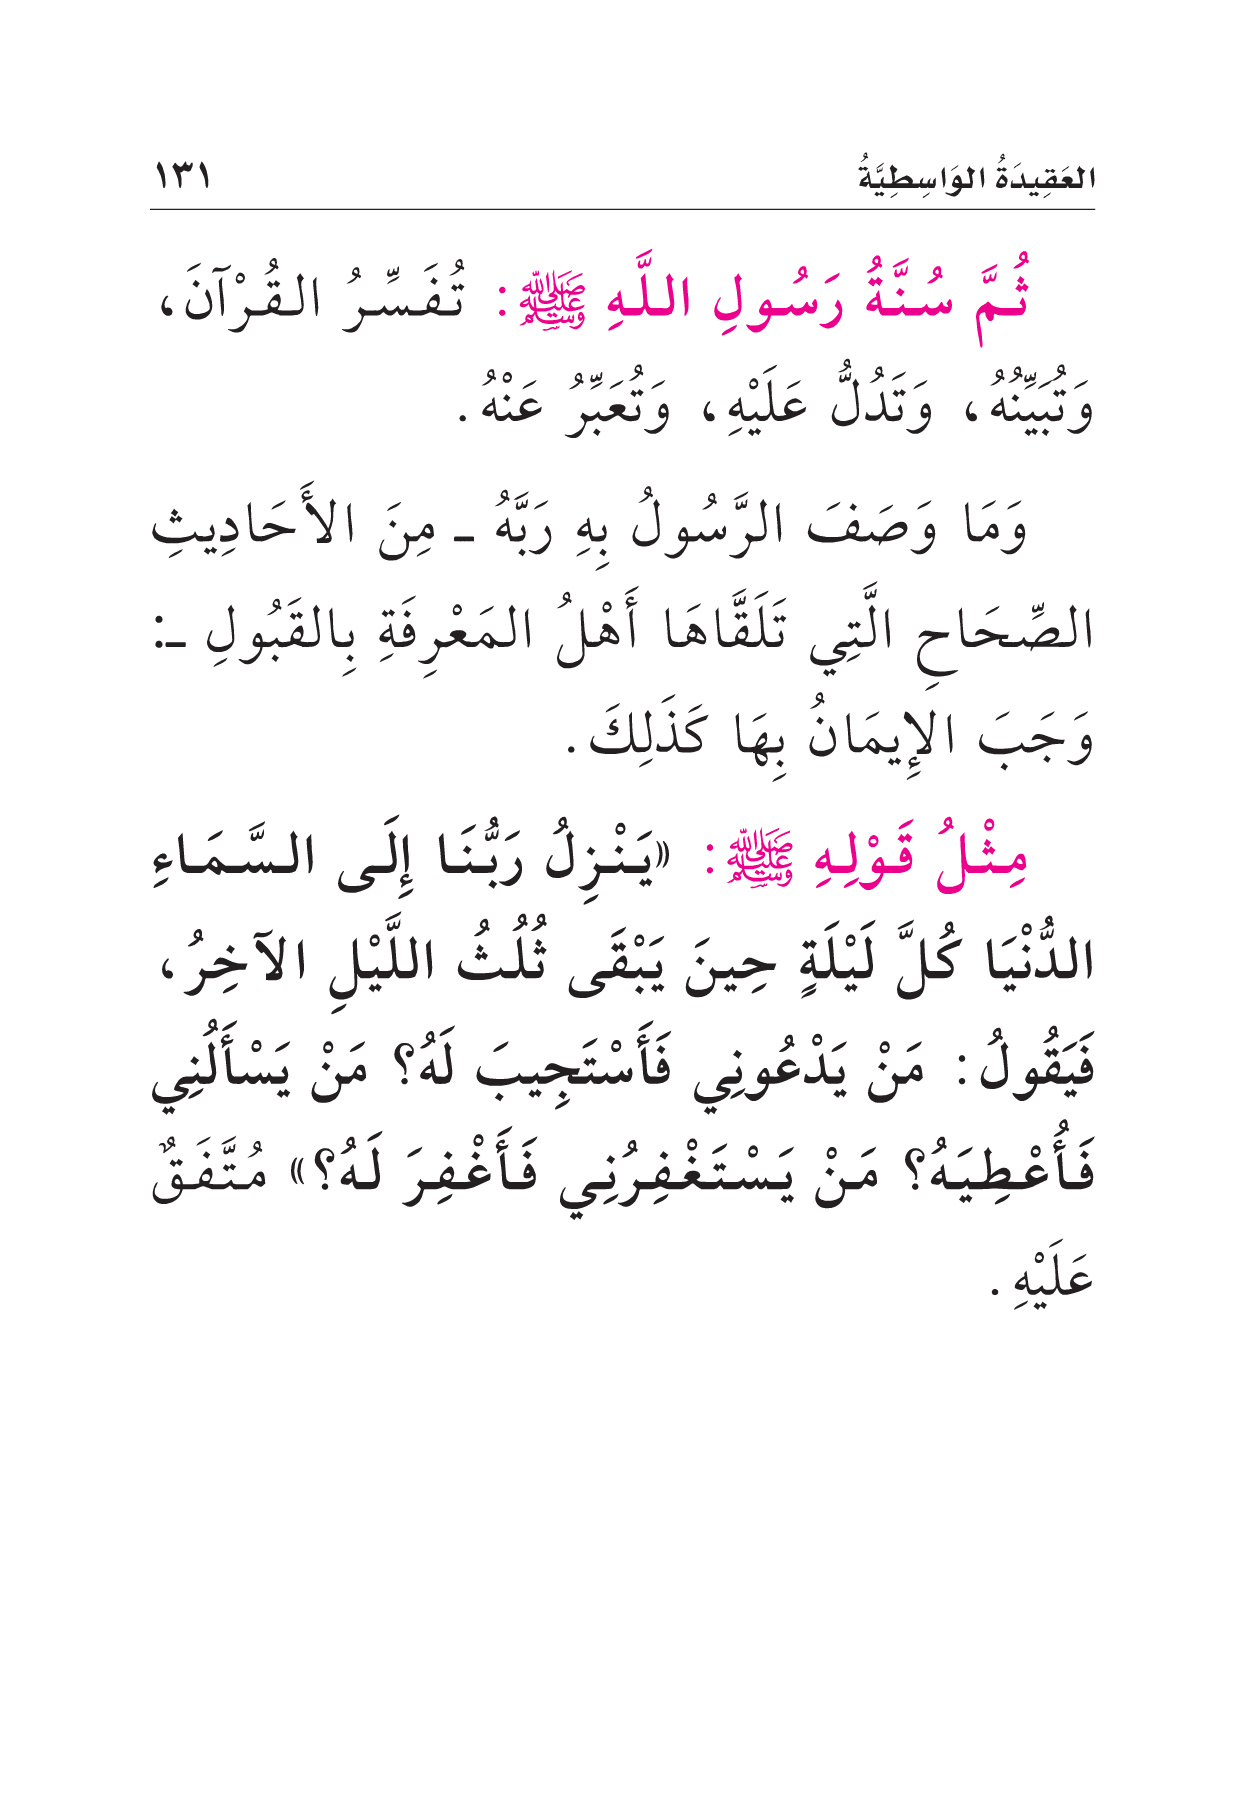 العَقِيدَةُ الوَاسِطِيَّةُ ١٣١
ثُمَّ سُنَّةُ رَسُولِ اللَّهِ ﷺ: تُفَسِّرُ القُرْآنَ،
وَتُبَيِّنُهُ، وَتَدُلُّ عَلَيْهِ، وَتُعَبِّرُ عَنْهُ.
وَمَا وَصَفَ الرَّسُولُ بِهِ رَبَّهُ ـ مِنَ الأَحَادِيثِ
الصِّحَاحِ الَّتِي تَلَقَّاهَا أَهْلُ المَعْرِفَةِ بِالقَبُولِ ـ:
وَجَبَ الإِيمَانُ بِهَا كَذَلِكَ.
مِثْلُ قَوْلِهِ ﷺ: «يَنْزِلُ رَبُّنَا إِلَى السَّمَاءِ
الدُّنْيَا كُلَّ لَيْلَةٍ حِينَ يَبْقَى ثُلُثُ اللَّيْلِ الآخِرُ،
فَيَقُولُ: مَنْ يَدْعُونِي فَأَسْتَجِيبَ لَهُ؟ مَنْ يَسْأَلُنِي
فَأُعْطِيَهُ؟ مَنْ يَسْتَغْفِرُنِي فَأَغْفِرَ لَهُ؟» مُتَّفَقٌ
عَلَيْهِ.